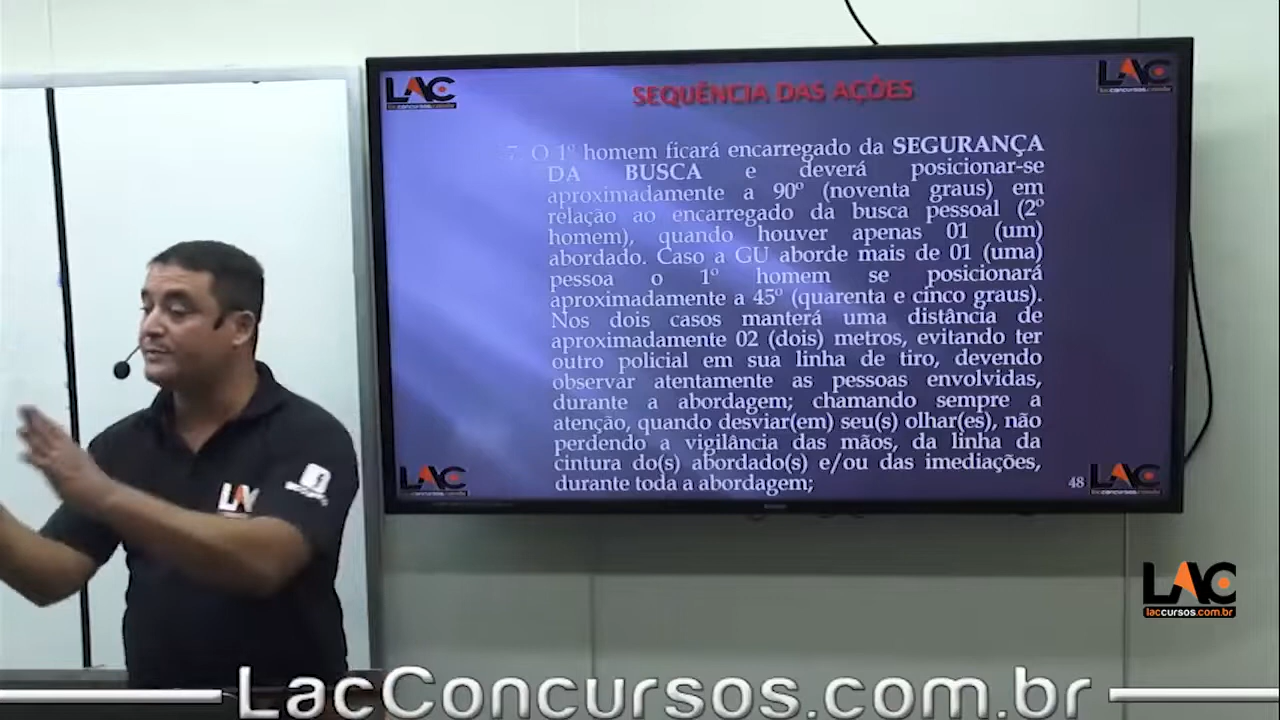 LAC
LAC
SEQUÊNCIA DAS AÇÕES
7. O 1º homem ficará encarregado da SEGURANÇA
DA BUSCA e deverá posicionar-se
aproximadamente a 90º (noventa graus) em
relação ao encarregado da busca pessoal (2º
homem), quando houver apenas 01 (um)
abordado. Caso a GU aborde mais de 01 (uma)
pessoa o 1º homem se posicionará
aproximadamente a 45º (quarenta e cinco graus).
Nos dois casos manterá uma distância de
aproximadamente 02 (dois) metros, evitando ter
outro policial em sua linha de tiro, devendo
observar atentamente as pessoas envolvidas,
durante a abordagem; chamando sempre a
atenção, quando desviar(em) seu(s) olhar(es), não
perdendo a vigilância das mãos, da linha da
cintura do(s) abordado(s) e/ou das imediações,
durante toda a abordagem;
48
LAC
LAC
LAC
laccursos.com.br
LacConcursos.com.br